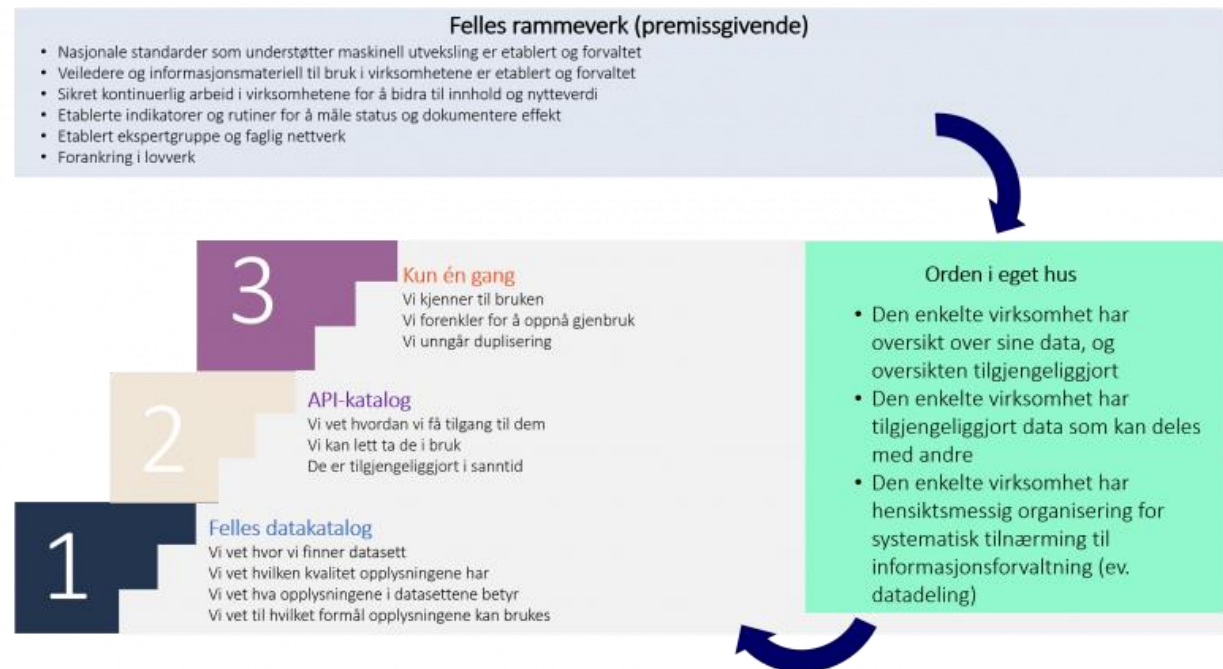 Felles rammeverk (premissgivende)
• Nasjonale standarder som understøtter maskinell utveksling er etablert og forvaltet
• Veiledere og informasjonsmateriell til bruk i virksomhetene er etablert og forvaltet
• Sikret kontinuerlig arbeid i virksomhetene for å bidra til innhold og nytteverdi
• Etablerte indikatorer og rutiner for å måle status og dokumentere effekt
• Etablert ekspertgruppe og faglig nettverk
• Forankring i lovverk
3
Kun én gang
Vi kjenner til bruken
Vi forenkler for å oppnå gjenbruk
Vi unngår duplisering
2
API-katalog
Vi vet hvordan vi få tilgang til dem
Vi kan lett ta de i bruk
De er tilgjengeliggjort i sanntid
1
Felles datakatalog
Vi vet hvor vi finner datasett
Vi vet hvilken kvalitet opplysningene har
Vi vet hva opplysningene i datasettene betyr
Vi vet til hvilket formål opplysningene kan brukes
Orden i eget hus
• Den enkelte virksomhet har
oversikt over sine data, og
oversikten tilgjengeliggjort
• Den enkelte virksomhet har
tilgjengeliggjort data som kan deles
med andre
• Den enkelte virksomhet har
hensiktsmessig organisering for
systematisk tilnærming til
informasjonsforvaltning (ev.
datadeling)